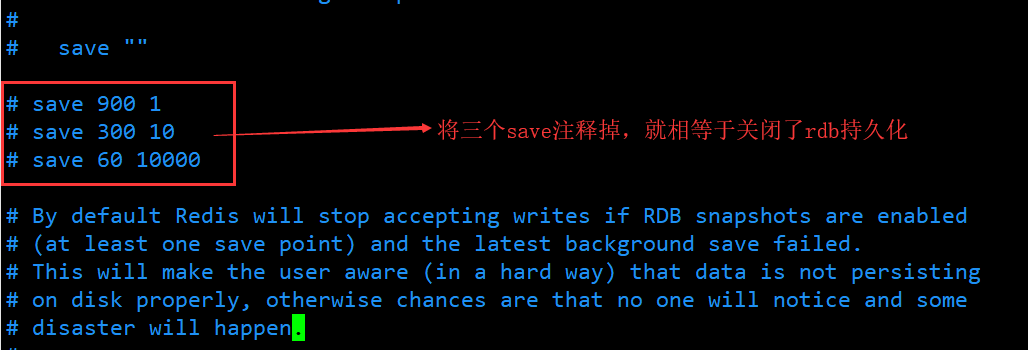 #
#   save ""
# save 900 1
# save 300 10
# save 60 10000
将三个save注释掉，就相等于关闭了rdb持久化
# By default Redis will stop accepting writes if RDB snapshots are enabled
# (at least one save point) and the latest background save failed.
# This will make the user aware (in a hard way) that data is not persisting
# on disk properly, otherwise chances are that no one will notice and some
# disaster will happen.